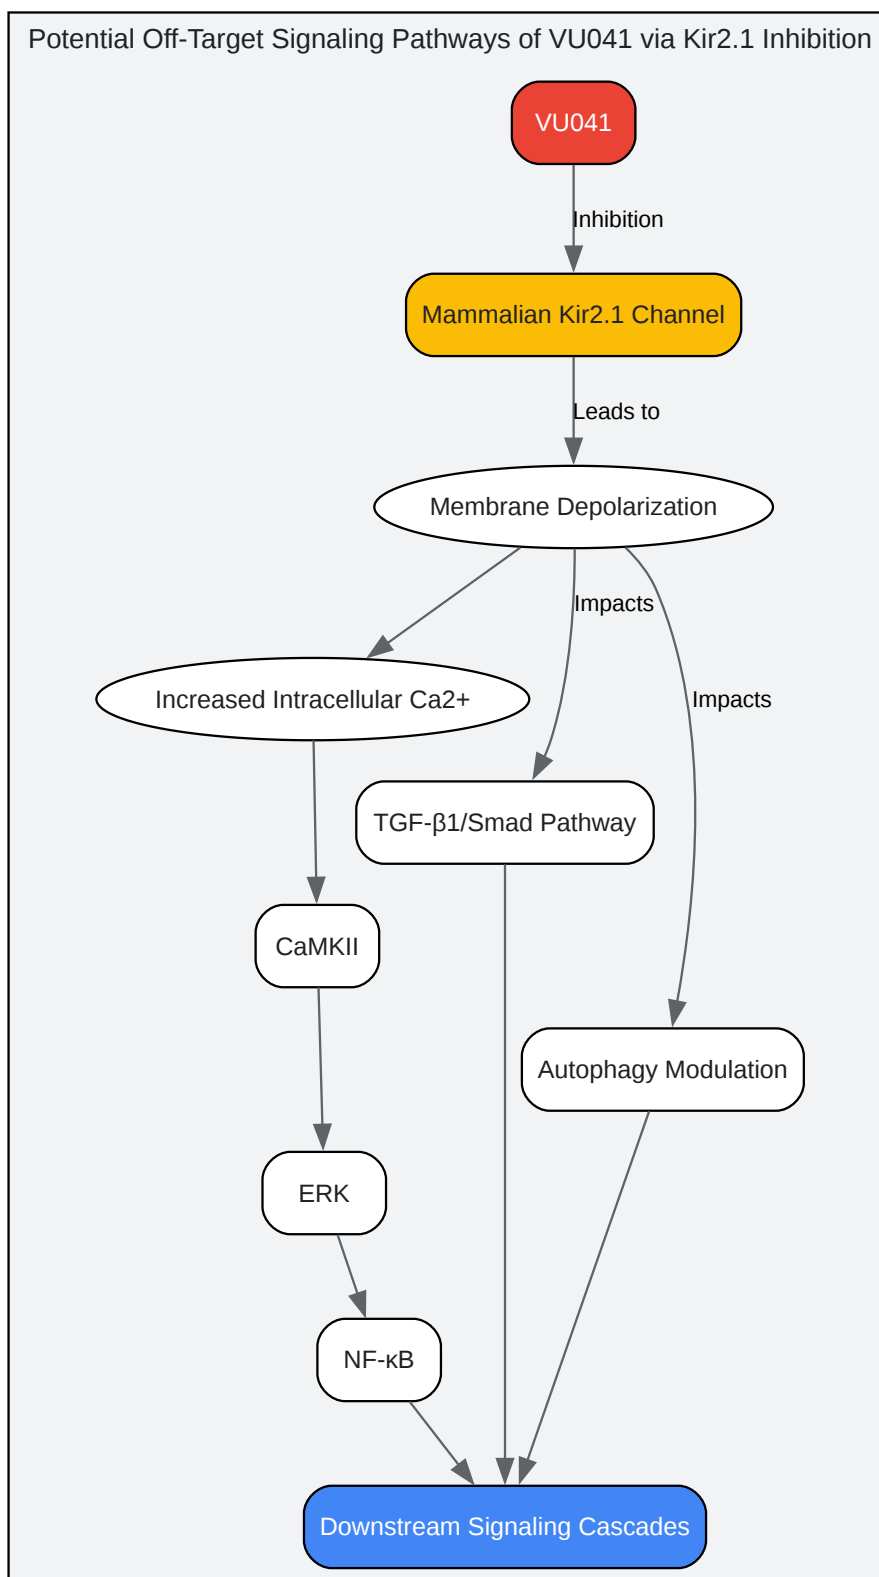 Potential Off-Target Signaling Pathways of VU041 via Kir2.1 Inhibition
VU041
Inhibition
Mammalian Kir2.1 Channel
Leads to
Membrane Depolarization
Impacts
Increased Intracellular Ca2+
Impacts
TGF-β1/Smad Pathway
CaMKII
Autophagy Modulation
ERK
NF-κB
Downstream Signaling Cascades